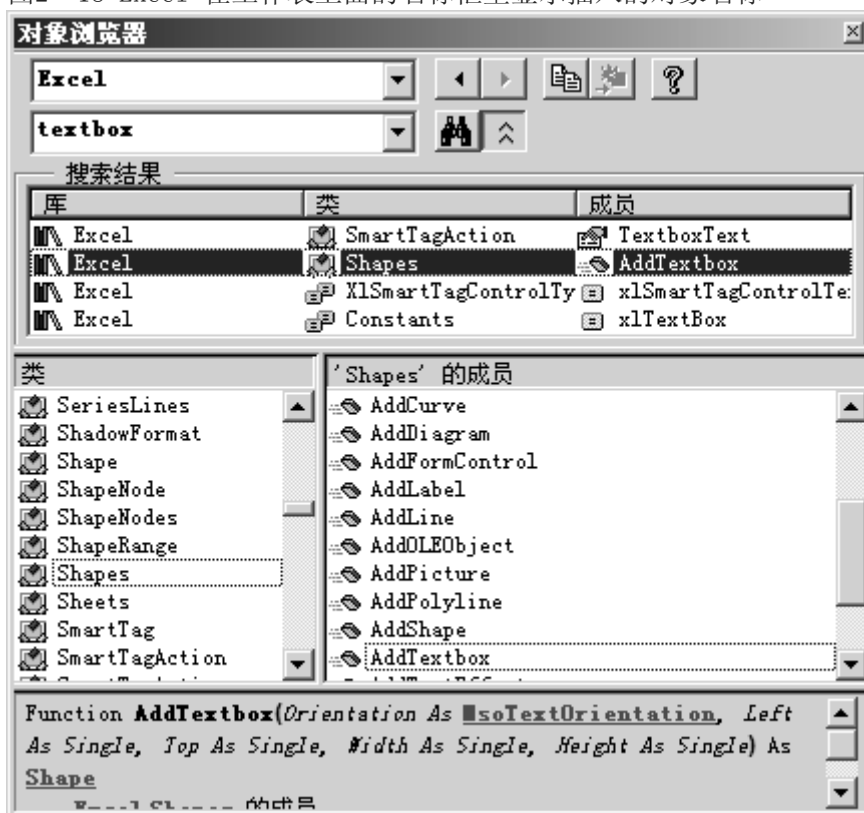 对象浏览器
Excel
textbox
搜索结果
库 类 成员
Excel SmartTagAction TextboxText
Excel Shapes AddTextbox
Excel XlSmartTagControlTy xlSmartTagControlTe
Excel Constants xlTextBox
类 'Shapes' 的成员
SeriesLines AddCurve
ShadowFormat AddDiagram
Shape AddFormControl
ShapeNode AddLabel
ShapeNodes AddLine
ShapeRange AddOLEObject
Shapes AddPicture
Sheets AddPolyline
SmartTag AddShape
SmartTagAction AddTextbox
Function AddTextbox(Orientation As MsoTextOrientation, Left
As Single, Top As Single, Width As Single, Height As Single) As
Shape
的成员